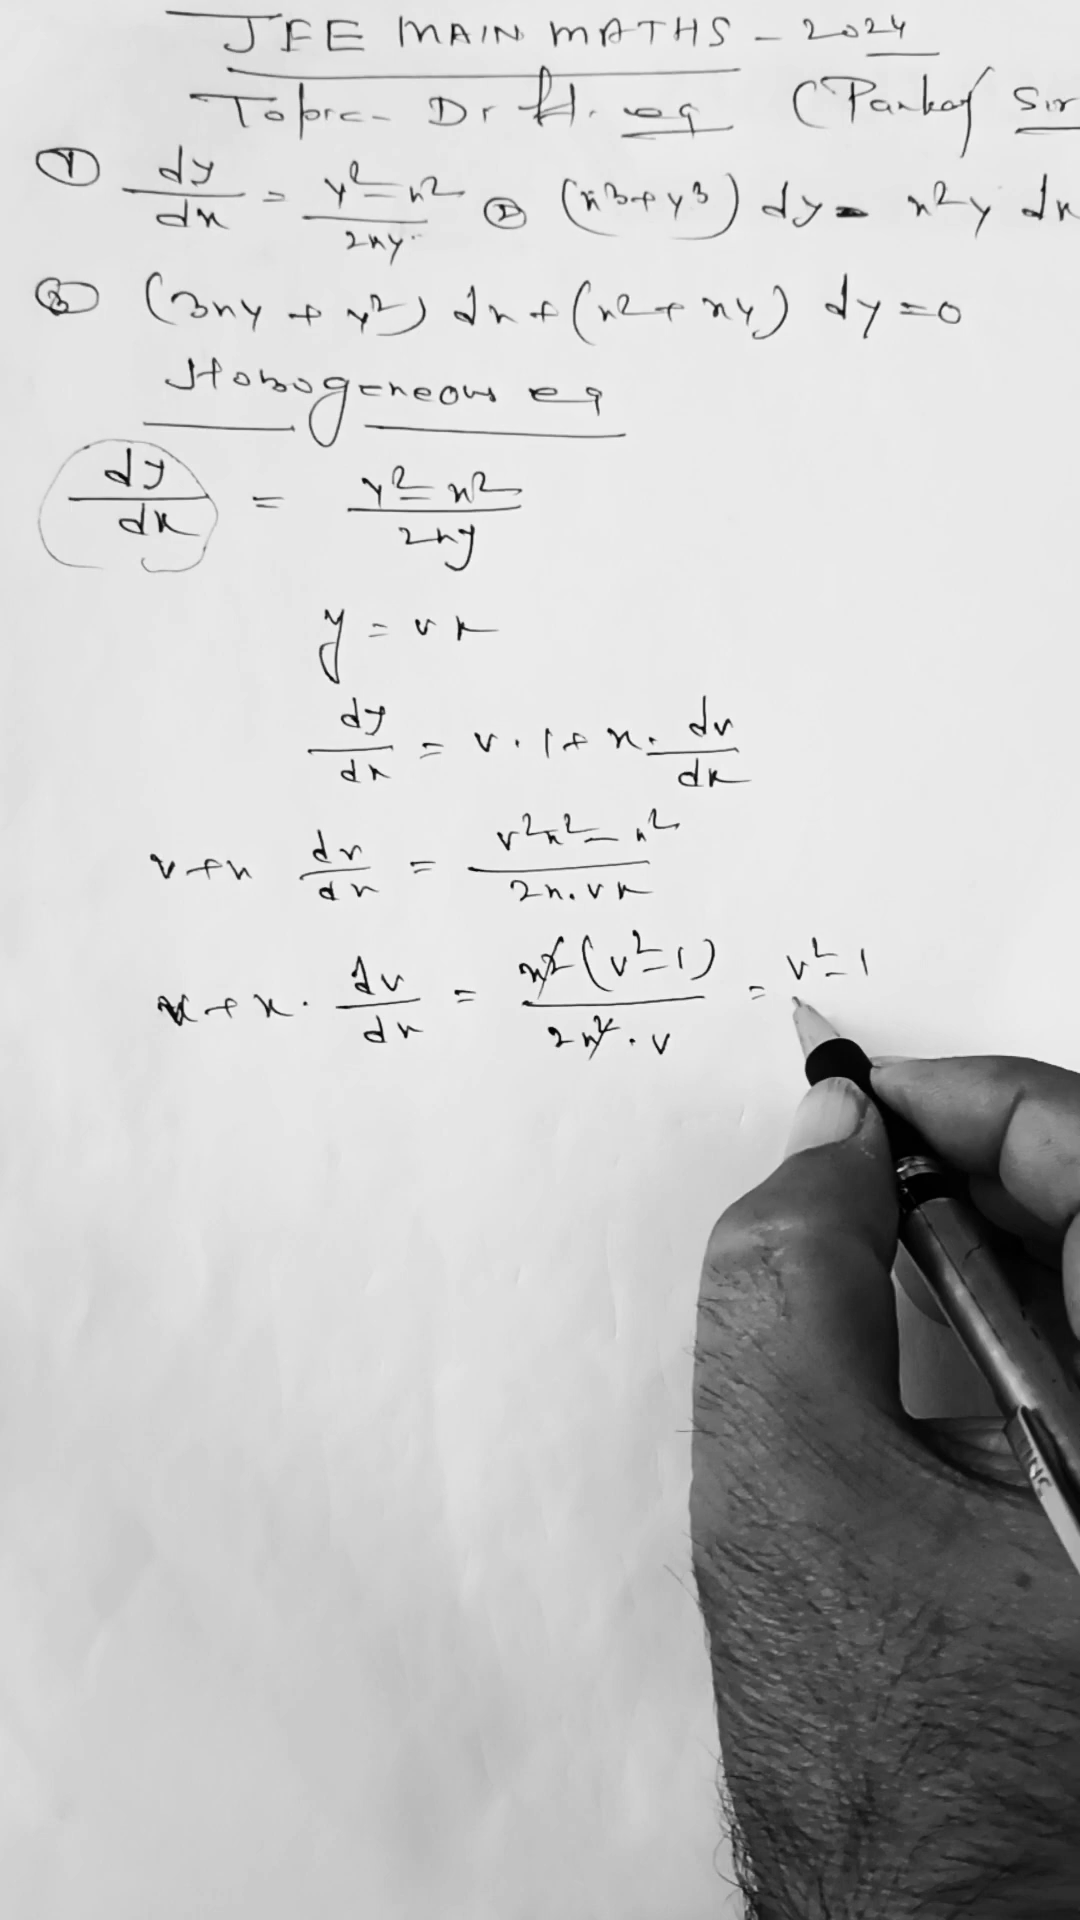 JEE MAIN MATHS - 2024
Topic- Diff. eq (Pankaj Sir
① dy/dx = y²-x²/2xy ② (x³+y³) dy = x²y dx
③ (3xy + y²) dx + (x²+xy) dy=0
Homogeneous eq
dy/dx = y²-x²/2xy
y = vx
dy/dx = v·1+x·dv/dx
v+x dv/dx = v²x²-x²/2x.vx
v+x·dv/dx = x²(v²-1)/2x².v = v²-1